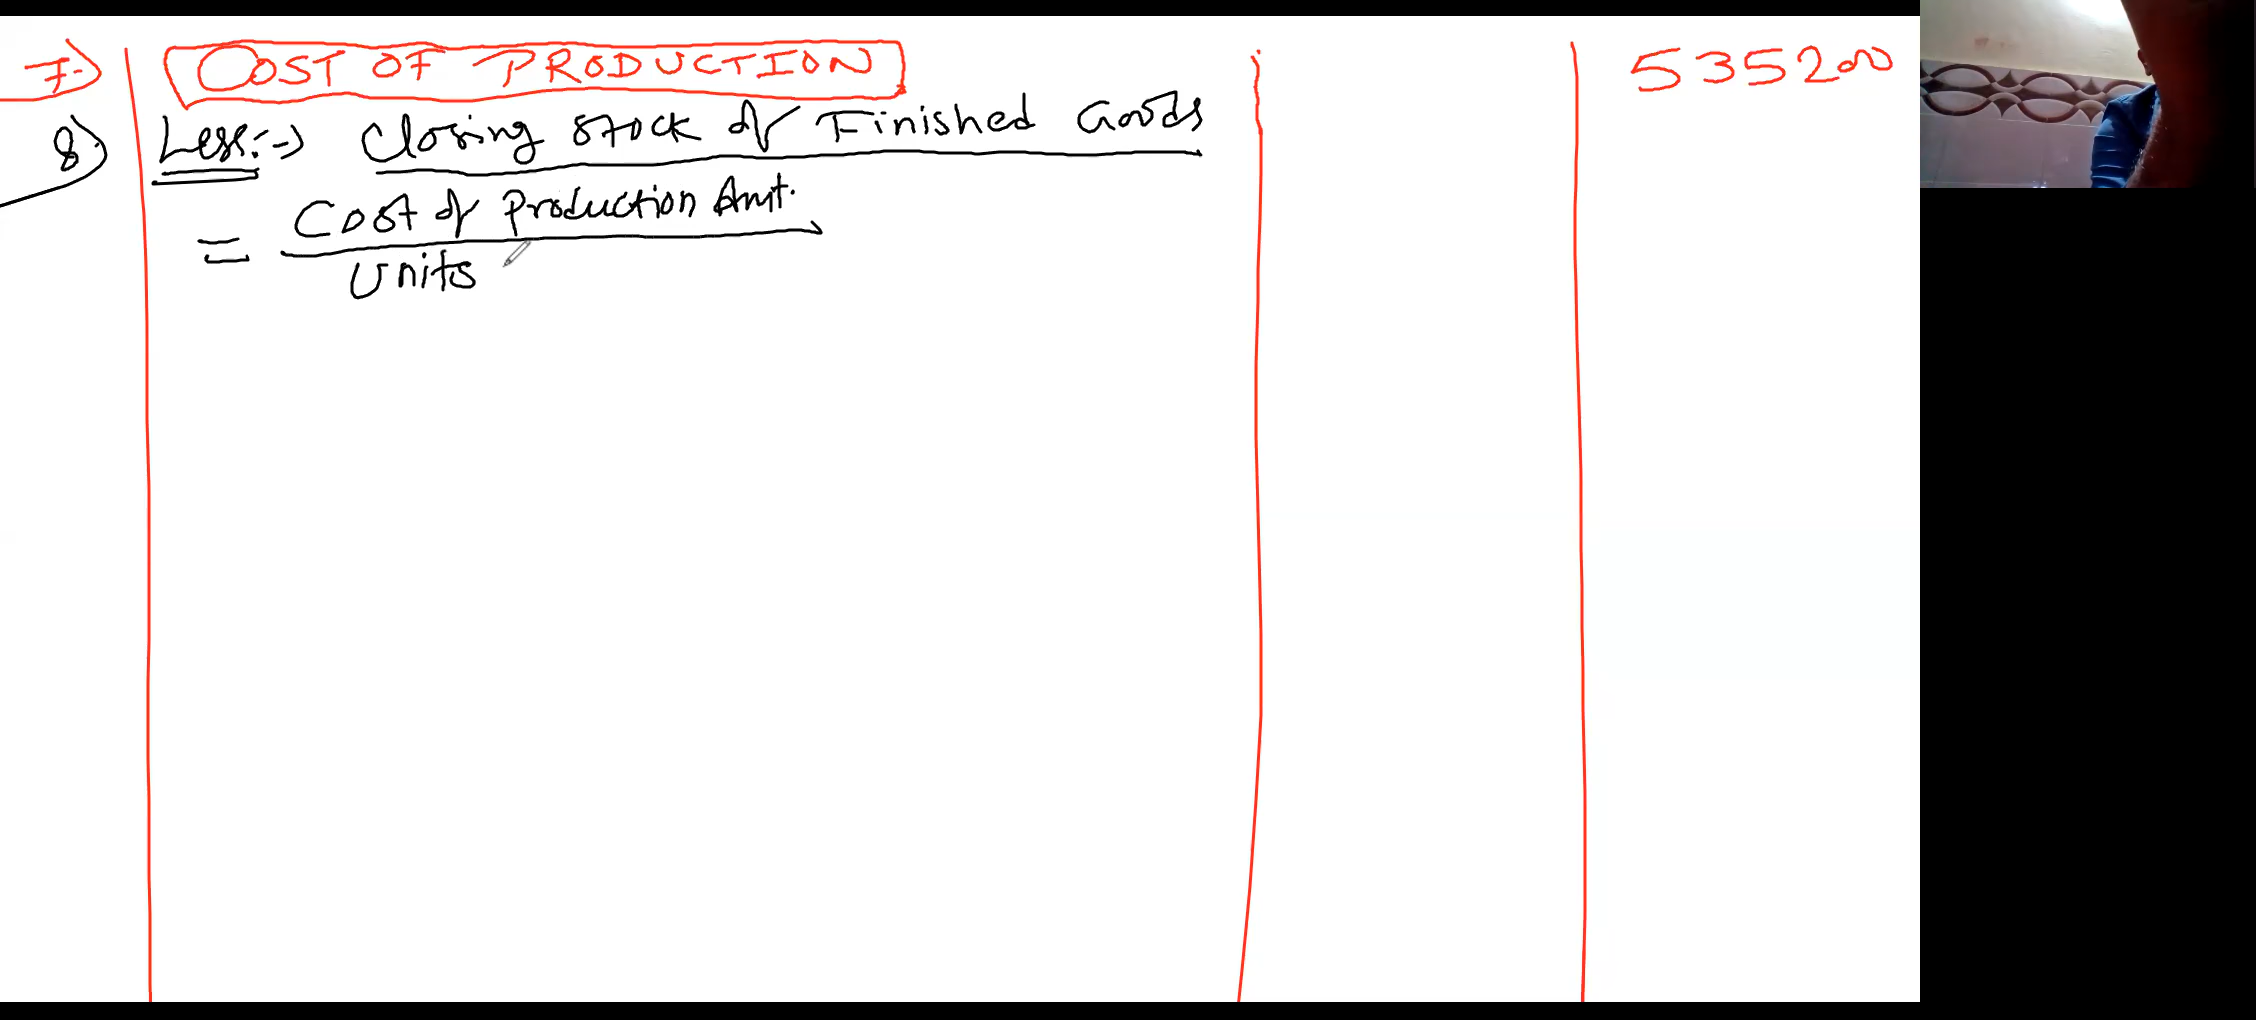 7.) COST OF PRODUCTION 535200
8) Less:-> Closing Stock of Finished Goods
= Cost of Production Amt.
Units